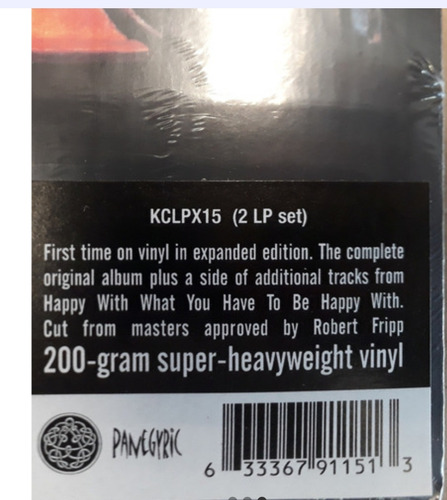 KCLPX15 (2 LP set)
First time on vinyl in expanded edition. The complete
original album plus a side of additional tracks from
Happy With What You Have To Be Happy With.
Cut from masters approved by Robert Fripp
200-gram super-heavyweight vinyl
PANEGYRIC
6 33367 91151 3